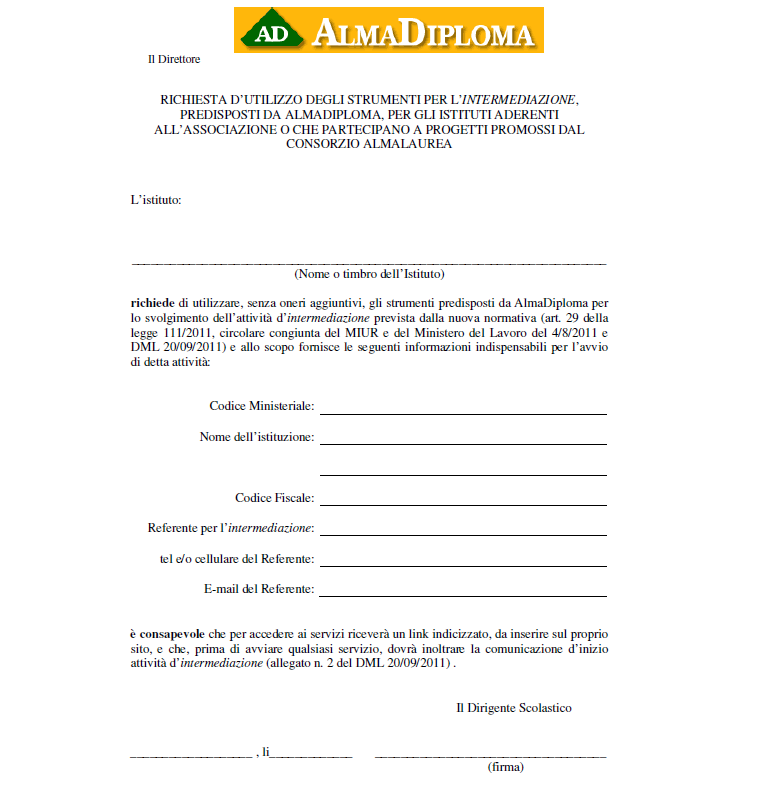 AD ALMADIPLOMA
Il Direttore
RICHIESTA D'UTILIZZO DEGLI STRUMENTI PER L'INTERMEDIAZIONE,
PREDISPOSTI DA ALMADIPLOMA, PER GLI ISTITUTI ADERENTI
ALL'ASSOCIAZIONE O CHE PARTECIPANO A PROGETTI PROMOSSI DAL
CONSORZIO ALMALAUREA
L'istituto:
(Nome o timbro dell'Istituto)
richiede di utilizzare, senza oneri aggiuntivi, gli strumenti predisposti da AlmaDiploma per
lo svolgimento dell'attività d'intermediazione prevista dalla nuova normativa (art. 29 della
legge 111/2011, circolare congiunta del MIUR e del Ministero del Lavoro del 4/8/2011 e
DML 20/09/2011) e allo scopo fornisce le seguenti informazioni indispensabili per l'avvio
di detta attività:
Codice Ministeriale:
Nome dell'istituzione:
Codice Fiscale:
Referente per l'intermediazione:
tel e/o cellulare del Referente:
E-mail del Referente:
è consapevole che per accedere ai servizi riceverà un link indicizzato, da inserire sul proprio
sito, e che, prima di avviare qualsiasi servizio, dovrà inoltrare la comunicazione d'inizio
attività d'intermediazione (allegato n. 2 del DML 20/09/2011) .
Il Dirigente Scolastico
___________________ , li_____________ ____________________________________
(firma)